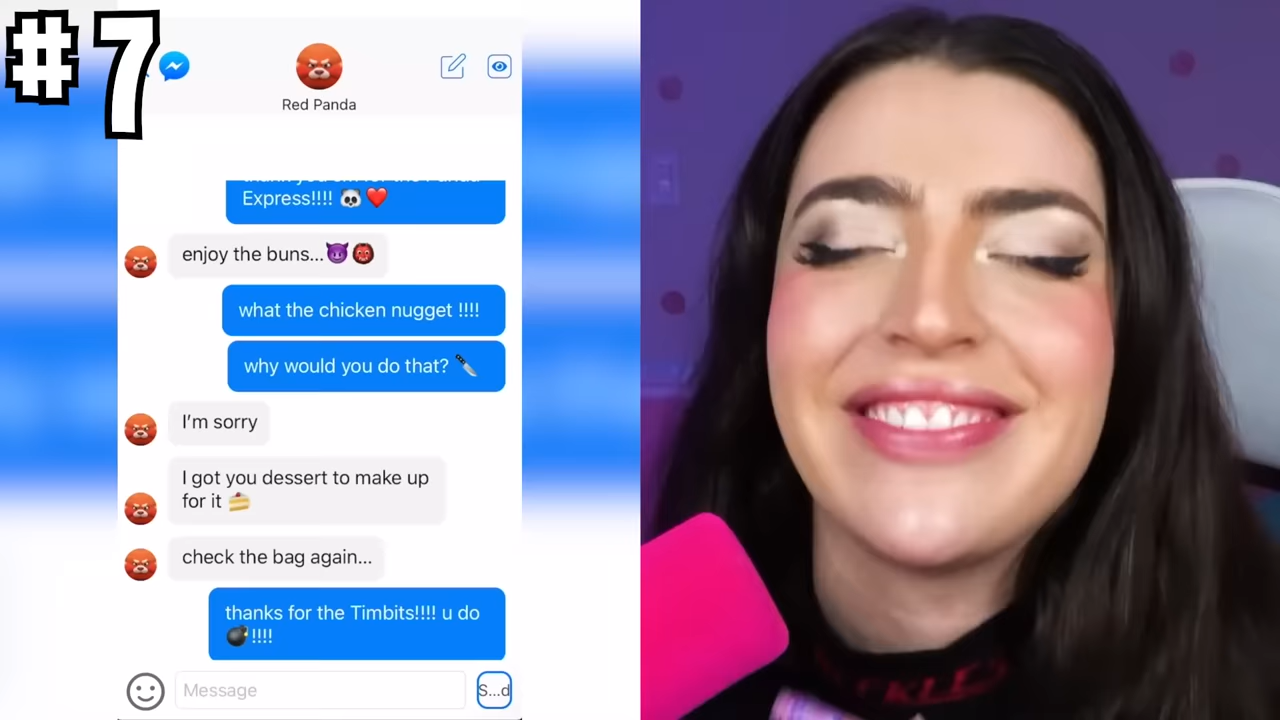 #7
Red Panda
Express!!!! 🐼❤️
enjoy the buns...😈👹
what the chicken nugget !!!!
why would you do that? 🔪
I'm sorry
I got you dessert to make up
for it 🍰
check the bag again...
thanks for the Timbits!!!! u do
💣!!!!
Message
S...d